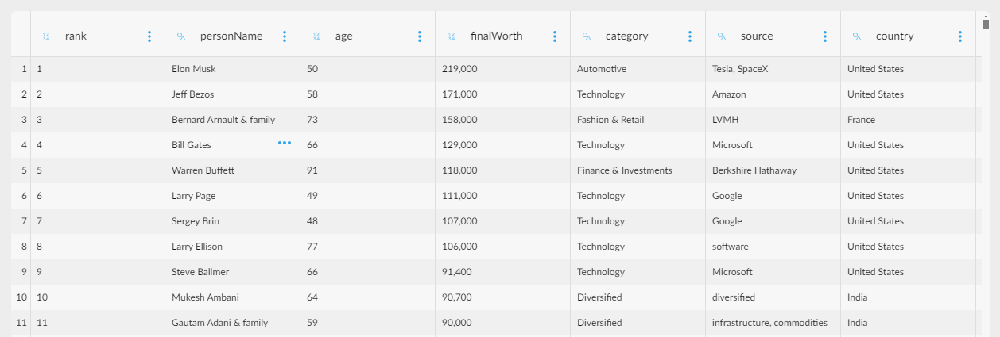 rank personName age finalWorth category source country
1 1 Elon Musk 50 219,000 Automotive Tesla, SpaceX United States
2 2 Jeff Bezos 58 171,000 Technology Amazon United States
3 3 Bernard Arnault & family 73 158,000 Fashion & Retail LVMH France
4 4 Bill Gates 66 129,000 Technology Microsoft United States
5 5 Warren Buffett 91 118,000 Finance & Investments Berkshire Hathaway United States
6 6 Larry Page 49 111,000 Technology Google United States
7 7 Sergey Brin 48 107,000 Technology Google United States
8 8 Larry Ellison 77 106,000 Technology software United States
9 9 Steve Ballmer 66 91,400 Technology Microsoft United States
10 10 Mukesh Ambani 64 90,700 Diversified diversified India
11 11 Gautam Adani & family 59 90,000 Diversified infrastructure, commodities India